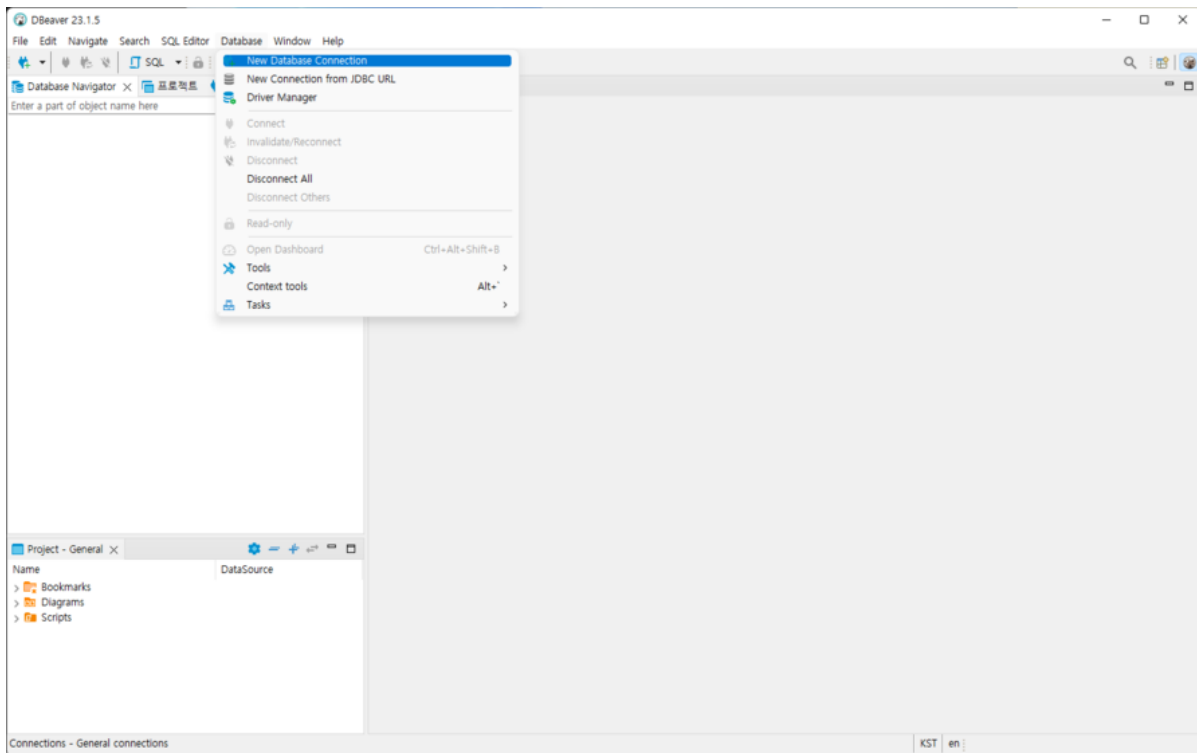 DBeaver 23.1.5
File Edit Navigate Search SQL Editor Database Window Help
SQL
New Database Connection
New Connection from JDBC URL
Driver Manager
Connect
Invalidate/Reconnect
Disconnect
Disconnect All
Disconnect Others
Read-only
Open Dashboard Ctrl+Alt+Shift+B
Tools
Context tools Alt+`
Tasks
Database Navigator 프로젝트
Enter a part of object name here
Project - General
Name DataSource
Bookmarks
Diagrams
Scripts
Connections - General connections KST en